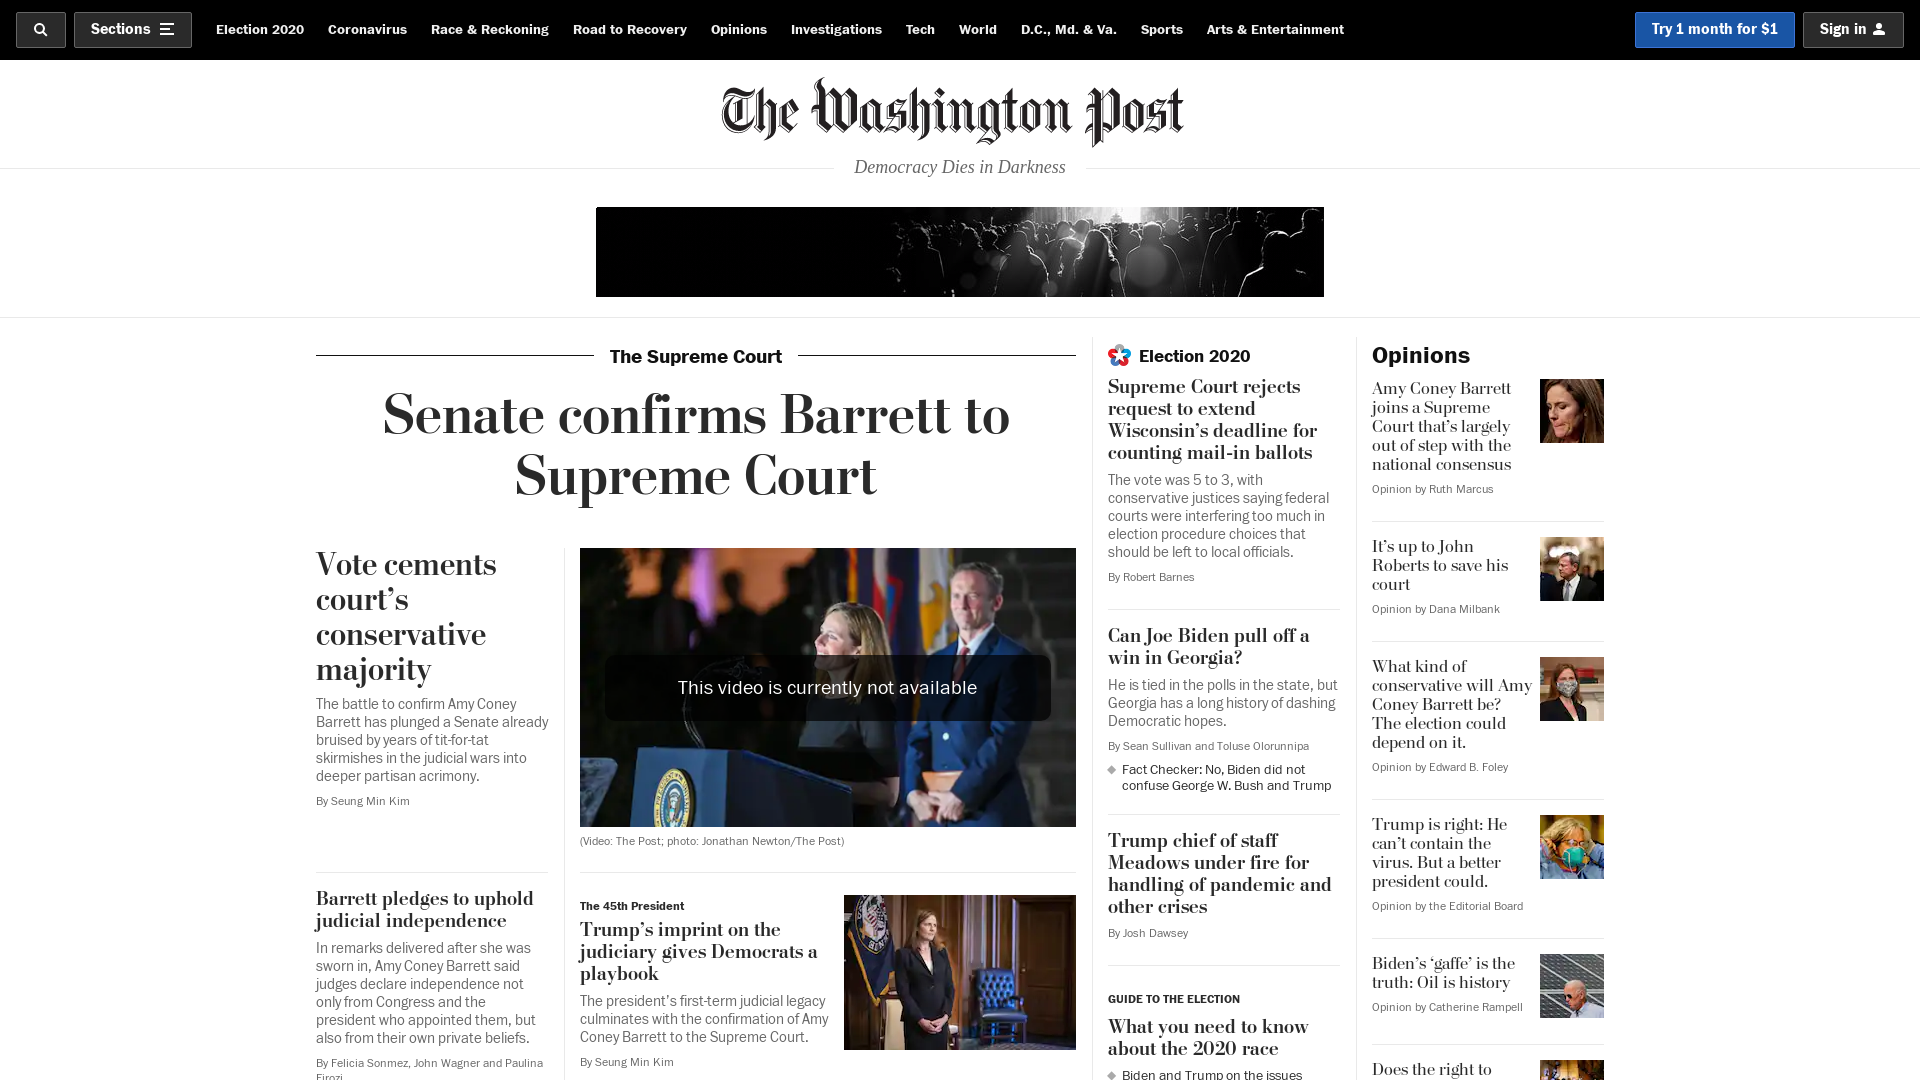 Sections
Election 2020
Coronavirus
Race & Reckoning
Road to Recovery
Opinions
Investigations
Tech
World
D.C., Md. & Va.
Sports
Arts & Entertainment
Try 1 month for $1
Sign in
The Washington Post
Democracy Dies in Darkness
The Supreme Court
Senate confirms Barrett to
Supreme Court
Vote cements
court’s
conservative
majority
The battle to confirm Amy Coney
Barrett has plunged a Senate already
bruised by years of tit-for-tat
skirmishes in the judicial wars into
deeper partisan acrimony.
By Seung Min Kim
This video is currently not available
(Video: The Post; photo: Jonathan Newton/The Post)
Barrett pledges to uphold
judicial independence
In remarks delivered after she was
sworn in, Amy Coney Barrett said
judges declare independence not
only from Congress and the
president who appointed them, but
also from their own private beliefs.
By Felicia Sonmez, John Wagner and Paulina
Firozi
The 45th President
Trump’s imprint on the
judiciary gives Democrats a
playbook
The president’s first-term judicial legacy
culminates with the confirmation of Amy
Coney Barrett to the Supreme Court.
By Seung Min Kim
Election 2020
Supreme Court rejects
request to extend
Wisconsin’s deadline for
counting mail-in ballots
The vote was 5 to 3, with
conservative justices saying federal
courts were interfering too much in
election procedure choices that
should be left to local officials.
By Robert Barnes
Can Joe Biden pull off a
win in Georgia?
He is tied in the polls in the state, but
Georgia has a long history of dashing
Democratic hopes.
By Sean Sullivan and Toluse Olorunnipa
Fact Checker: No, Biden did not
confuse George W. Bush and Trump
Trump chief of staff
Meadows under fire for
handling of pandemic and
other crises
By Josh Dawsey
GUIDE TO THE ELECTION
What you need to know
about the 2020 race
Biden and Trump on the issues
Opinions
Amy Coney Barrett
joins a Supreme
Court that’s largely
out of step with the
national consensus
Opinion by Ruth Marcus
It’s up to John
Roberts to save his
court
Opinion by Dana Milbank
What kind of
conservative will Amy
Coney Barrett be?
The election could
depend on it.
Opinion by Edward B. Foley
Trump is right: He
can’t contain the
virus. But a better
president could.
Opinion by the Editorial Board
Biden’s ‘gaffe’ is the
truth: Oil is history
Opinion by Catherine Rampell
Does the right to